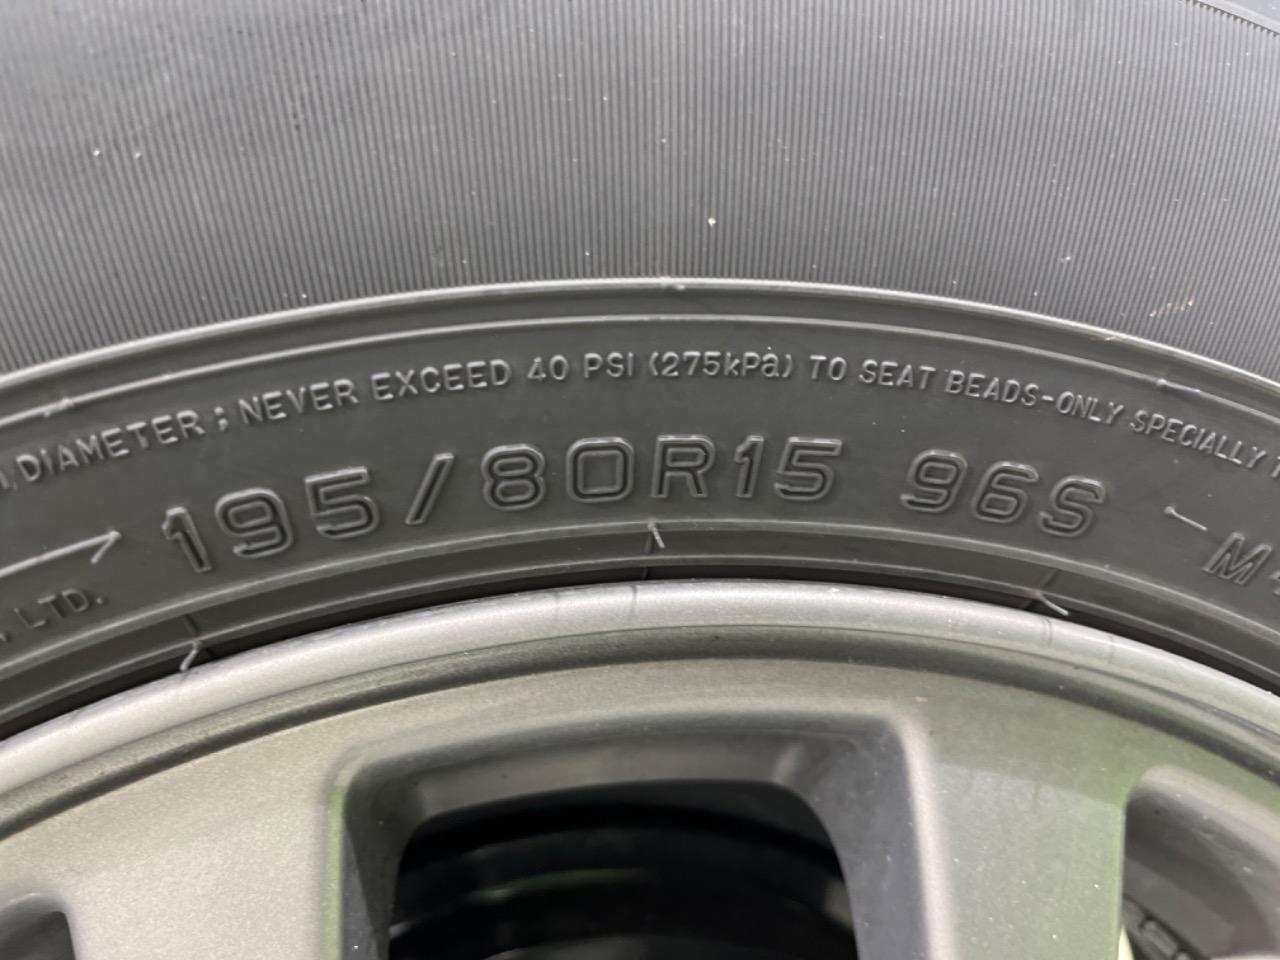 DIAMETER ; NEVER EXCEED 40 PSI (275kPa) TO SEAT BEADS-ONLY SPECIALLY
195/80R15 96S M
LTD.